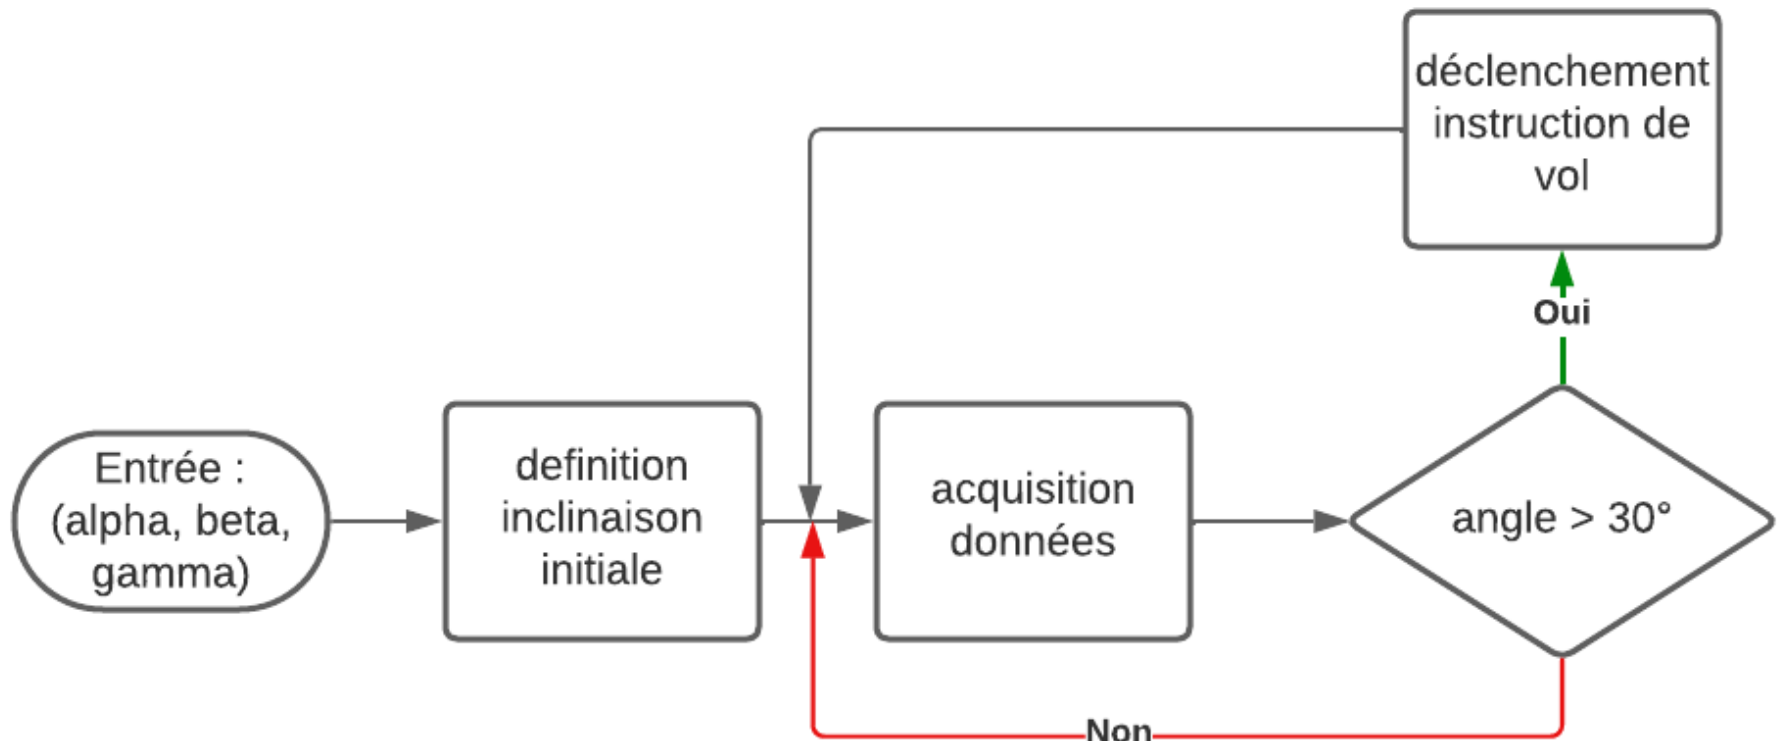 déclenchement
instruction de
vol
Oui
Entrée :
(alpha, beta,
gamma)
definition
inclinaison
initiale
acquisition
données
angle > 30°
Non